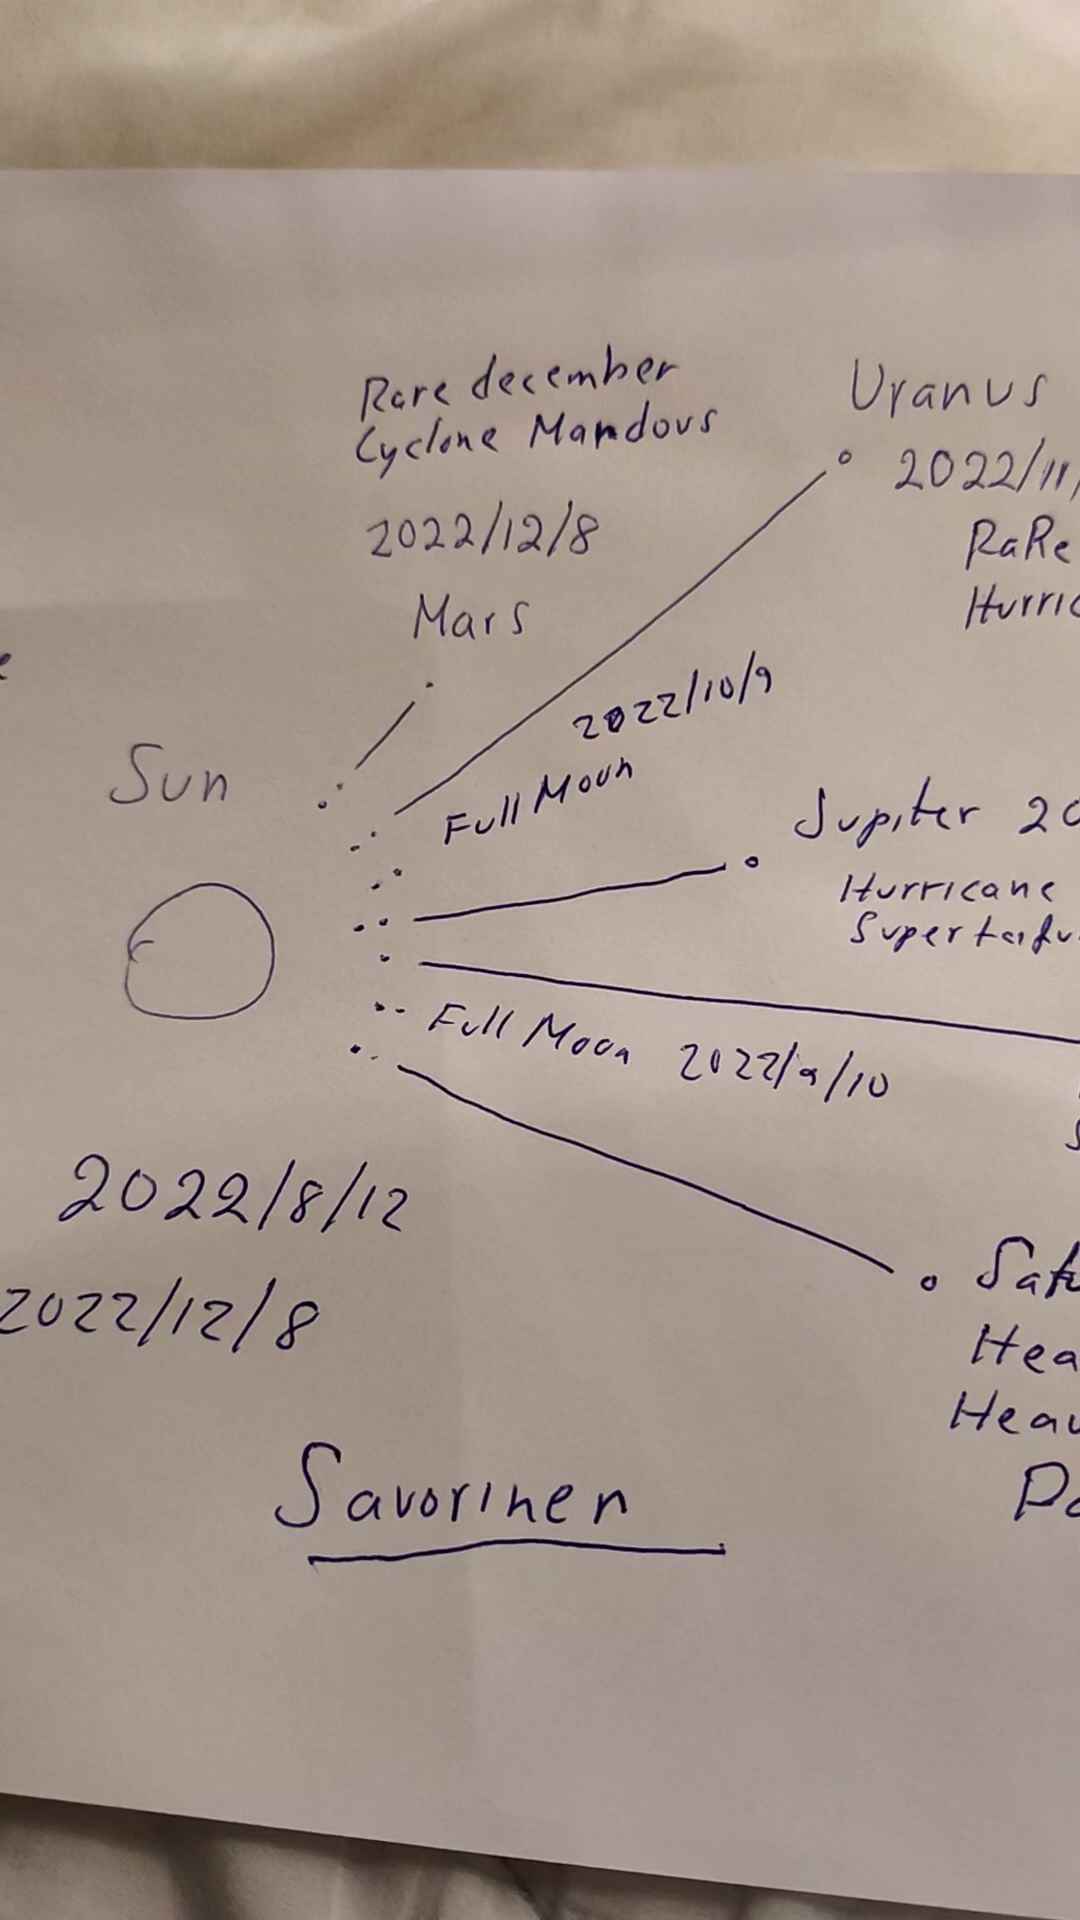 Rare december
Cyclone Mandous
2022/12/8
Mars
Uranus
2022/11/
RaRe
2022/10/9
Full Moon
Sun
Jupiter 20
Hurricane
Full Moon 2022/9/10
2022/8/12
2022/12/8
Savorinen